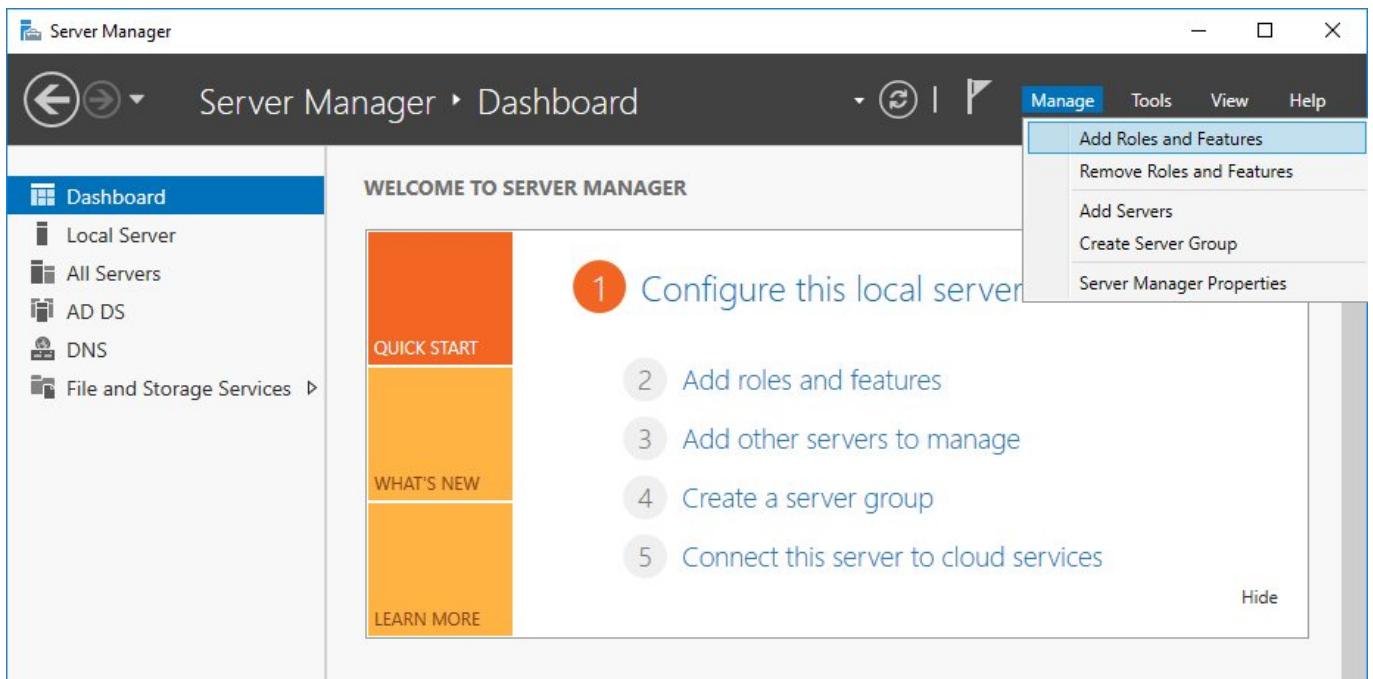 Server Manager
Server Manager ‣ Dashboard
Manage Tools View Help
Add Roles and Features
Remove Roles and Features
Add Servers
Create Server Group
Server Manager Properties
Dashboard
Local Server
All Servers
AD DS
DNS
File and Storage Services
WELCOME TO SERVER MANAGER
QUICK START
WHAT'S NEW
LEARN MORE
1 Configure this local server
2 Add roles and features
3 Add other servers to manage
4 Create a server group
5 Connect this server to cloud services
Hide